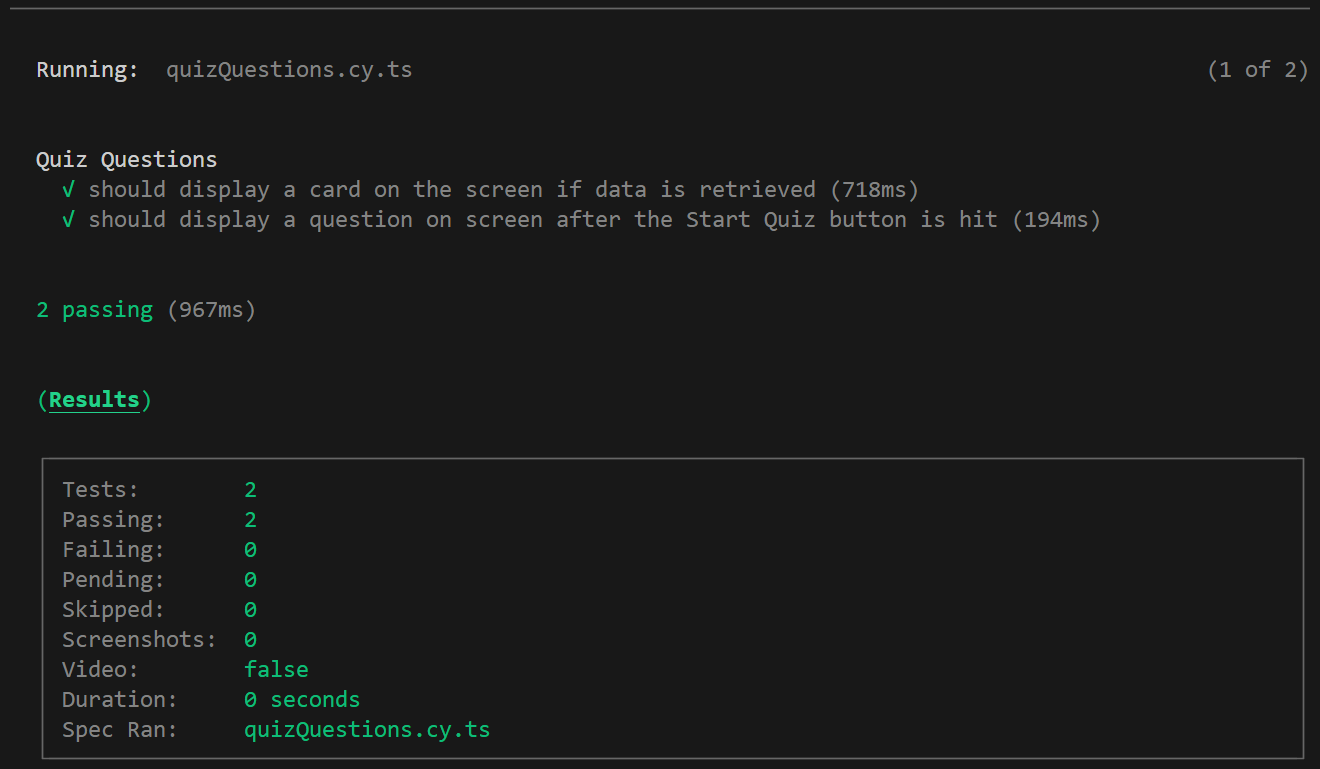 Running: quizQuestions.cy.ts (1 of 2)
Quiz Questions
√ should display a card on the screen if data is retrieved (718ms)
√ should display a question on screen after the Start Quiz button is hit (194ms)
2 passing (967ms)
(Results)
Tests: 2
Passing: 2
Failing: 0
Pending: 0
Skipped: 0
Screenshots: 0
Video: false
Duration: 0 seconds
Spec Ran: quizQuestions.cy.ts